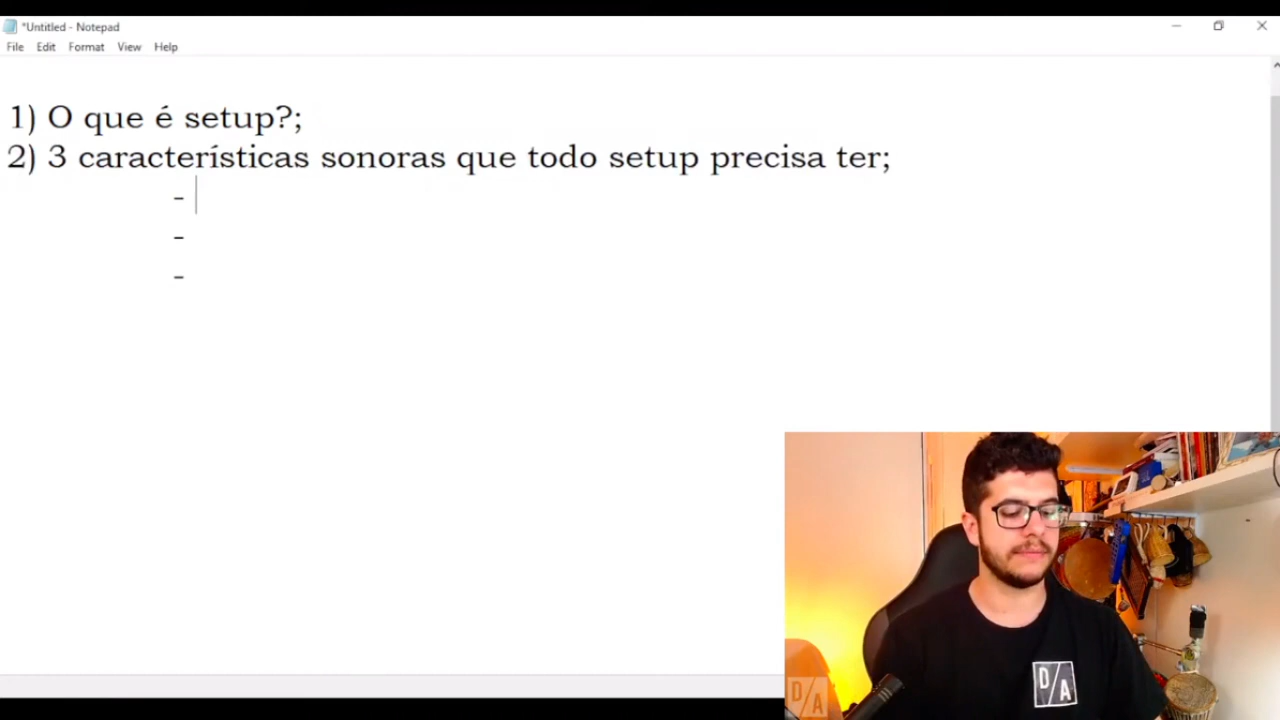 *Untitled - Notepad
File Edit Format View Help
1) O que é setup?;
2) 3 características sonoras que todo setup precisa ter;
-
-
-
D/A
D/A